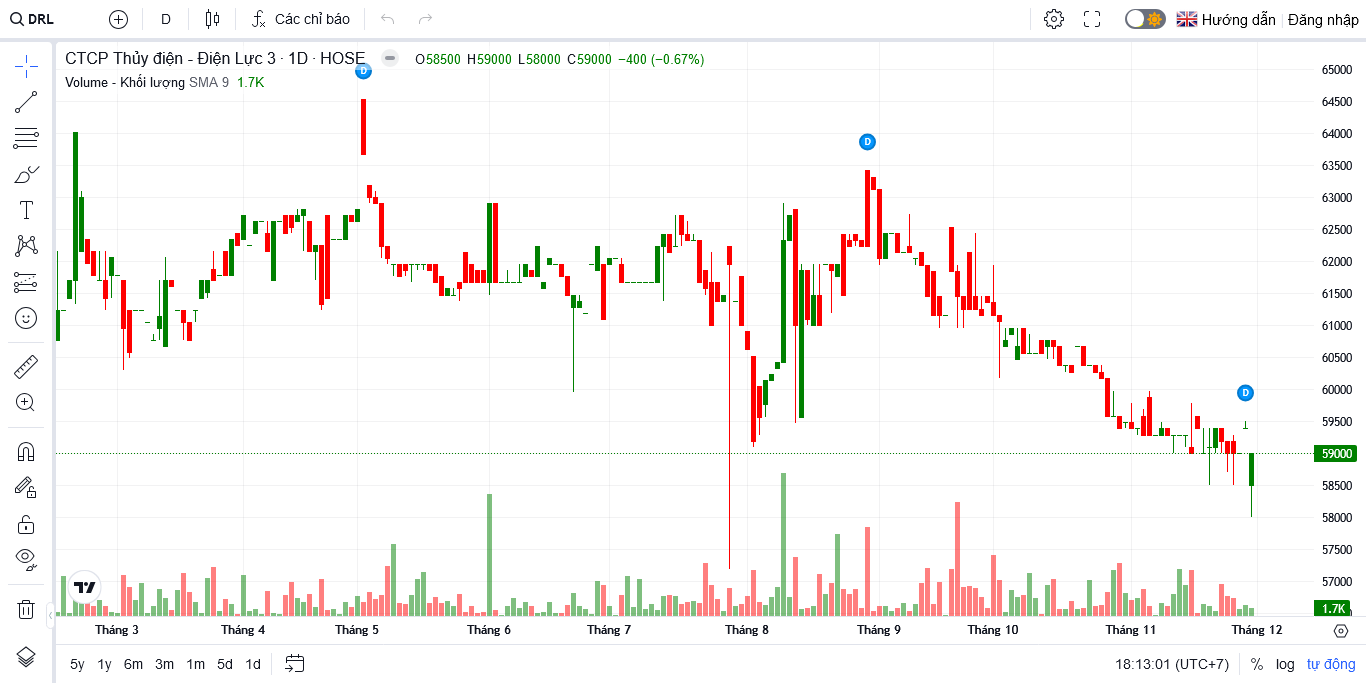 DRL D Các chỉ báo Hướng dẫn Đăng nhập
CTCP Thủy điện - Điện Lực 3 · 1D · HOSE O58500 H59000 L58000 C59000 −400 (−0.67%)
Volume - Khối lượng SMA 9 1.7K
D
D
D
65000
64500
64000
63500
63000
62500
62000
61500
61000
60500
60000
59500
59000
58500
58000
57500
57000
1.7K
Tháng 3 Tháng 4 Tháng 5 Tháng 6 Tháng 7 Tháng 8 Tháng 9 Tháng 10 Tháng 11 Tháng 12
5y 1y 6m 3m 1m 5d 1d 18:13:01 (UTC+7) % log tự động